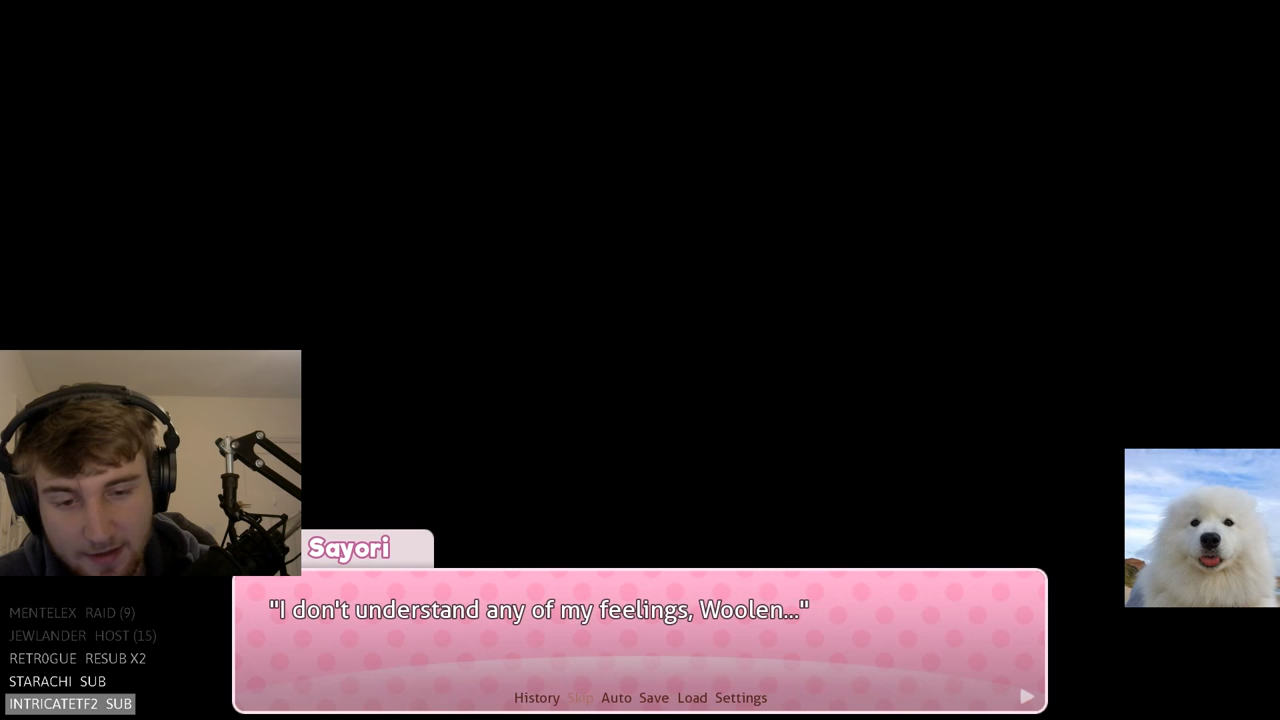 Sayori
"I don't understand any of my feelings, Woolen..."
History Skip Auto Save Load Settings
MENTELEX RAID (9)
JEWLANDER HOST (15)
RETR0GUE RESUB X2
STARACHI SUB
INTRICATETF2 SUB